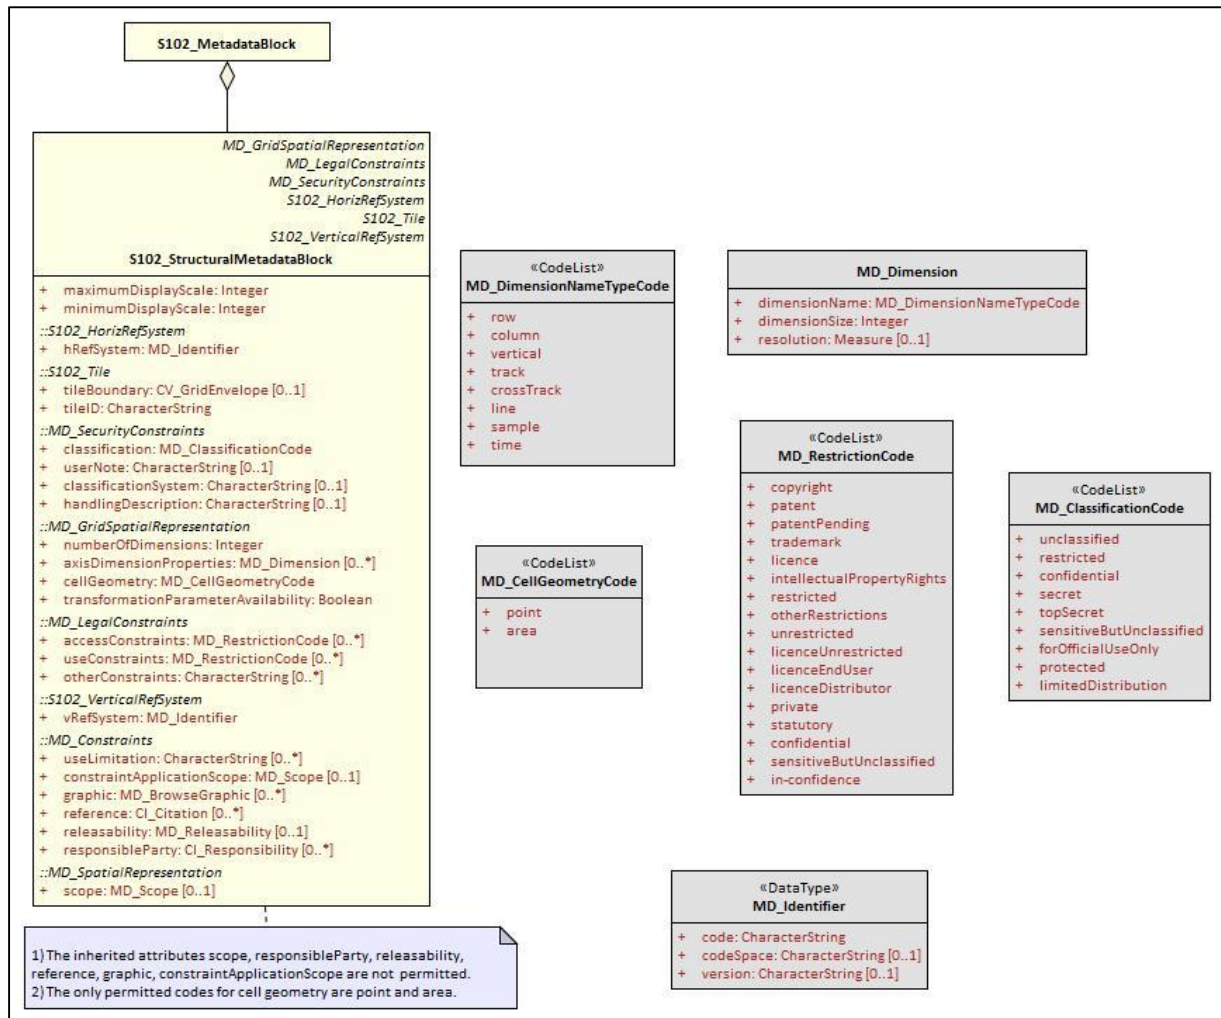 S102_MetadataBlock
MD_GridSpatialRepresentation
MD_LegalConstraints
MD_SecurityConstraints
S102_HorizRefSystem
S102_Tile
S102_VerticalRefSystem
S102_StructuralMetadataBlock
+ maximumDisplayScale: Integer
+ minimumDisplayScale: Integer
::S102_HorizRefSystem
+ hRefSystem: MD_Identifier
::S102_Tile
+ tileBoundary: CV_GridEnvelope [0..1]
+ tileID: CharacterString
::MD_SecurityConstraints
+ classification: MD_ClassificationCode
+ userNote: CharacterString [0..1]
+ classificationSystem: CharacterString [0..1]
+ handlingDescription: CharacterString [0..1]
::MD_GridSpatialRepresentation
+ numberOfDimensions: Integer
+ axisDimensionProperties: MD_Dimension [0..*]
+ cellGeometry: MD_CellGeometryCode
+ transformationParameterAvailability: Boolean
::MD_LegalConstraints
+ accessConstraints: MD_RestrictionCode [0..*]
+ useConstraints: MD_RestrictionCode [0..*]
+ otherConstraints: CharacterString [0..*]
::S102_VerticalRefSystem
+ vRefSystem: MD_Identifier
::MD_Constraints
+ useLimitation: CharacterString [0..*]
+ constraintApplicationScope: MD_Scope [0..1]
+ graphic: MD_BrowseGraphic [0..*]
+ reference: CI_Citation [0..*]
+ releasability: MD_Releasability [0..1]
+ responsibleParty: CI_Responsibility [0..*]
::MD_SpatialRepresentation
+ scope: MD_Scope [0..1]
1) The inherited attributes scope, responsibleParty, releasability,
reference, graphic, constraintApplicationScope are not permitted.
2) The only permitted codes for cell geometry are point and area.
«CodeList»
MD_DimensionNameTypeCode
+ row
+ column
+ vertical
+ track
+ crossTrack
+ line
+ sample
+ time
«CodeList»
MD_CellGeometryCode
+ point
+ area
MD_Dimension
+ dimensionName: MD_DimensionNameTypeCode
+ dimensionSize: Integer
+ resolution: Measure [0..1]
«CodeList»
MD_RestrictionCode
+ copyright
+ patent
+ patentPending
+ trademark
+ licence
+ intellectualPropertyRights
+ restricted
+ otherRestrictions
+ unrestricted
+ licenceUnrestricted
+ licenceEndUser
+ licenceDistributor
+ private
+ statutory
+ confidential
+ sensitiveButUnclassified
+ in-confidence
«CodeList»
MD_ClassificationCode
+ unclassified
+ restricted
+ confidential
+ secret
+ topSecret
+ sensitiveButUnclassified
+ forOfficialUseOnly
+ protected
+ limitedDistribution
«DataType»
MD_Identifier
+ code: CharacterString
+ codeSpace: CharacterString [0..1]
+ version: CharacterString [0..1]